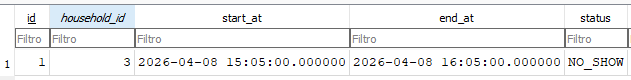 id household_id start_at end_at status
Filtro Filtro Filtro Filtro Filtro
1 1 3 2026-04-08 15:05:00.000000 2026-04-08 16:05:00.000000 NO_SHOW